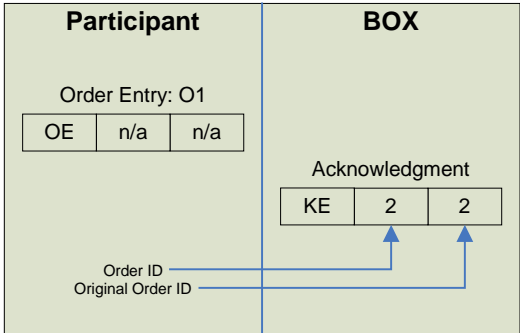 Participant BOX
Order Entry: O1
OE n/a n/a
Acknowledgment
KE 2 2
Order ID
Original Order ID